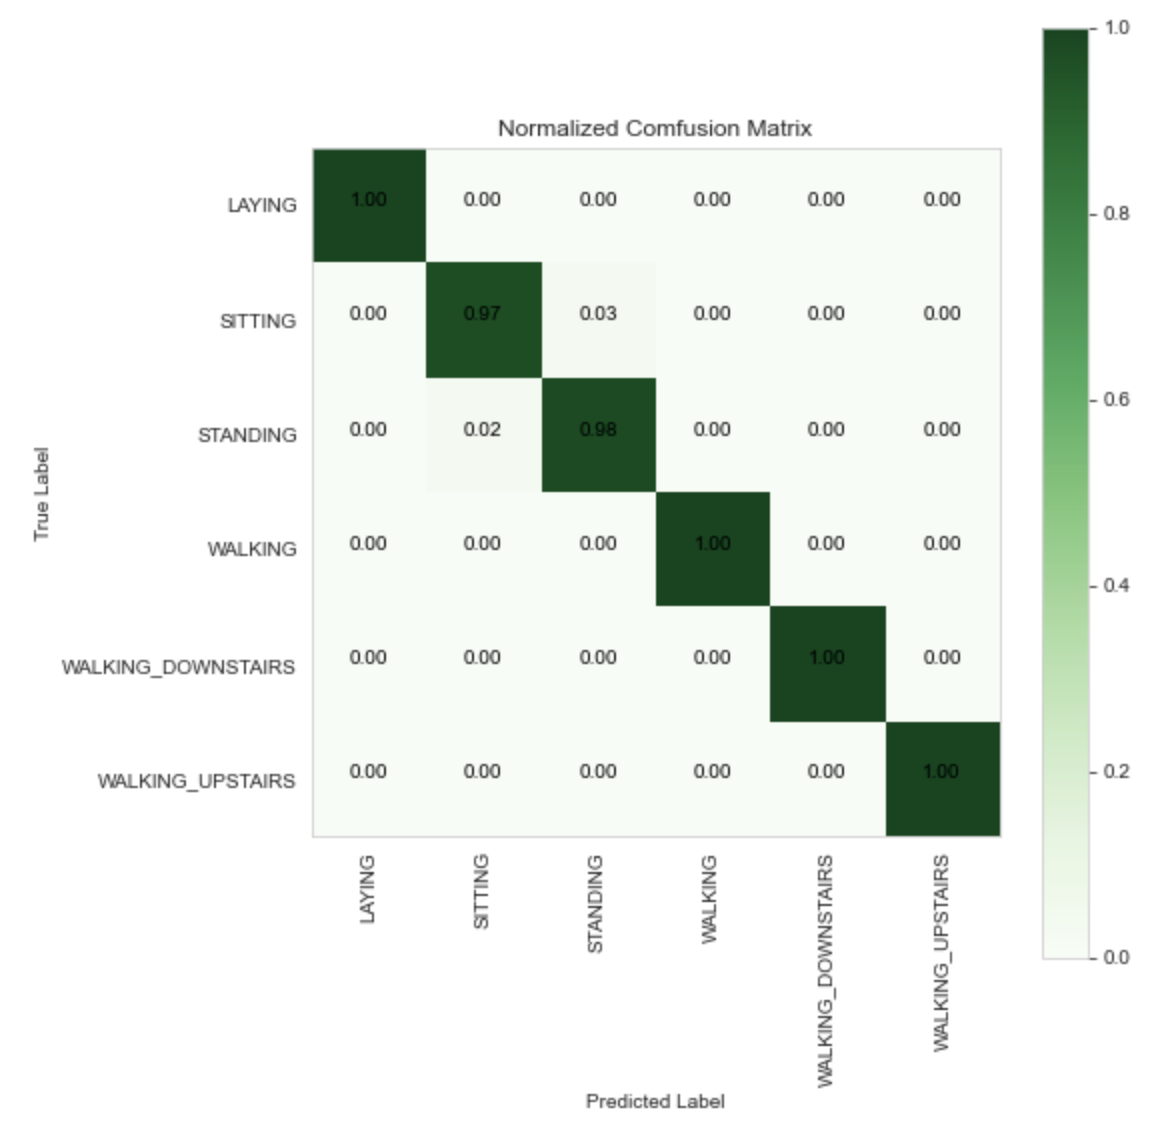 Normalized Comfusion Matrix
LAYING 1.00 0.00 0.00 0.00 0.00 0.00
SITTING 0.00 0.97 0.03 0.00 0.00 0.00
STANDING 0.00 0.02 0.98 0.00 0.00 0.00
WALKING 0.00 0.00 0.00 1.00 0.00 0.00
WALKING_DOWNSTAIRS 0.00 0.00 0.00 0.00 1.00 0.00
WALKING_UPSTAIRS 0.00 0.00 0.00 0.00 0.00 1.00
True Label
LAYING
SITTING
STANDING
WALKING
WALKING_DOWNSTAIRS
WALKING_UPSTAIRS
Predicted Label
1.0
0.8
0.6
0.4
0.2
0.0